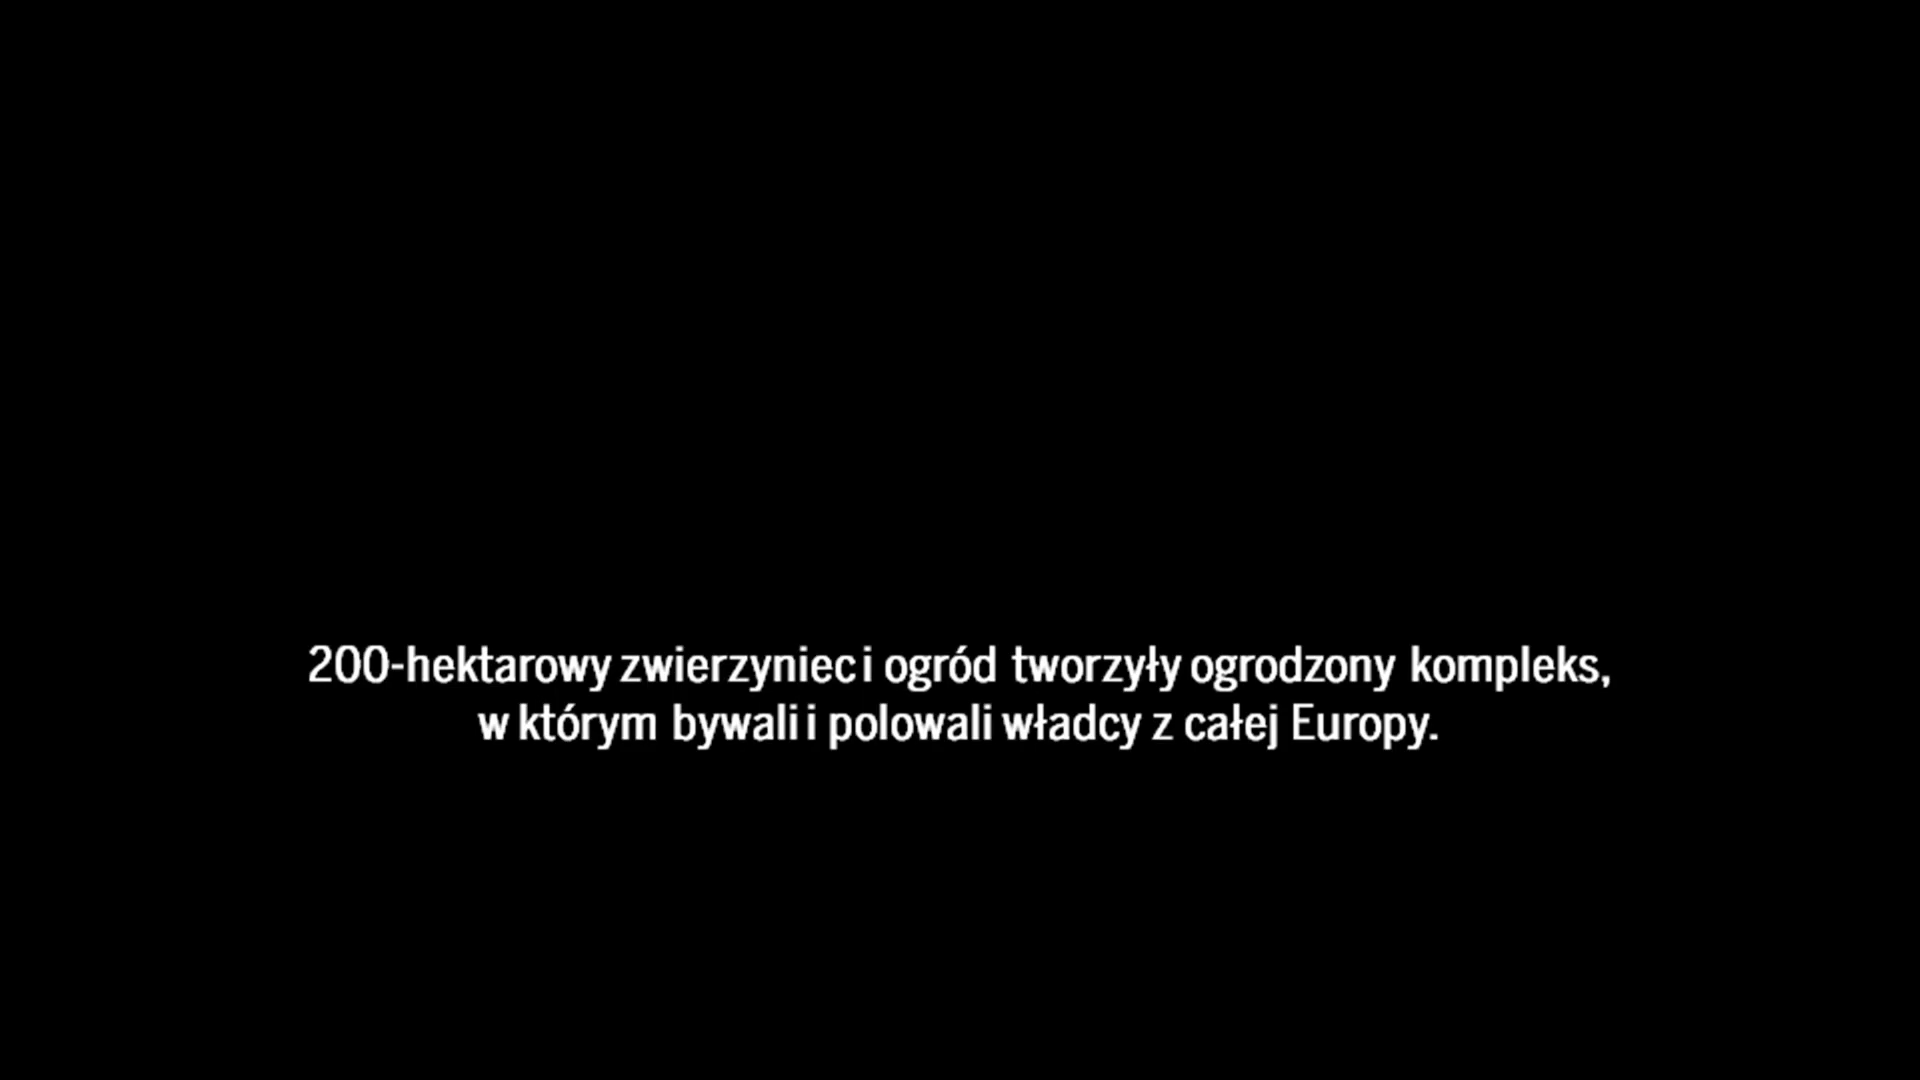 200-hektarowy zwierzyniec i ogród tworzyły ogrodzony kompleks,
w którym bywali i polowali władcy z całej Europy.